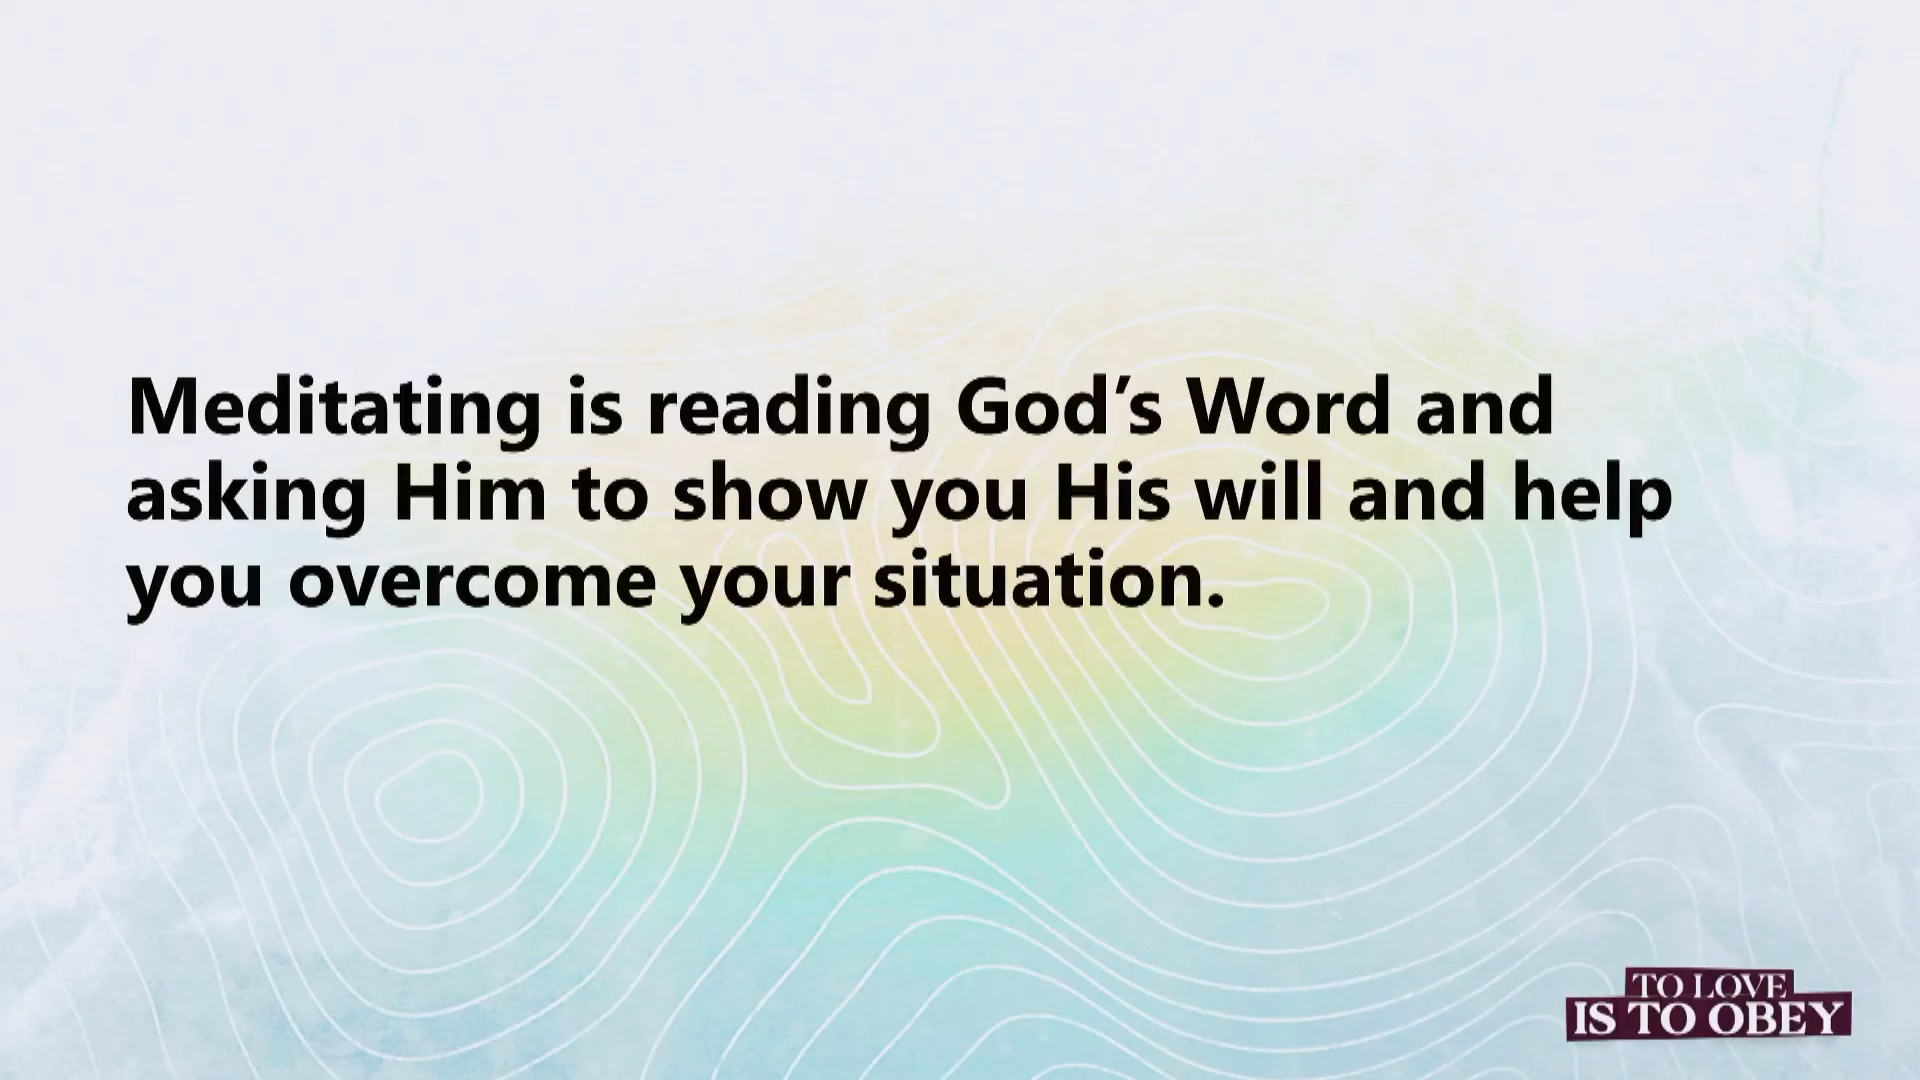 Meditating is reading God’s Word and
asking Him to show you His will and help
you overcome your situation.
TO LOVE
IS TO OBEY